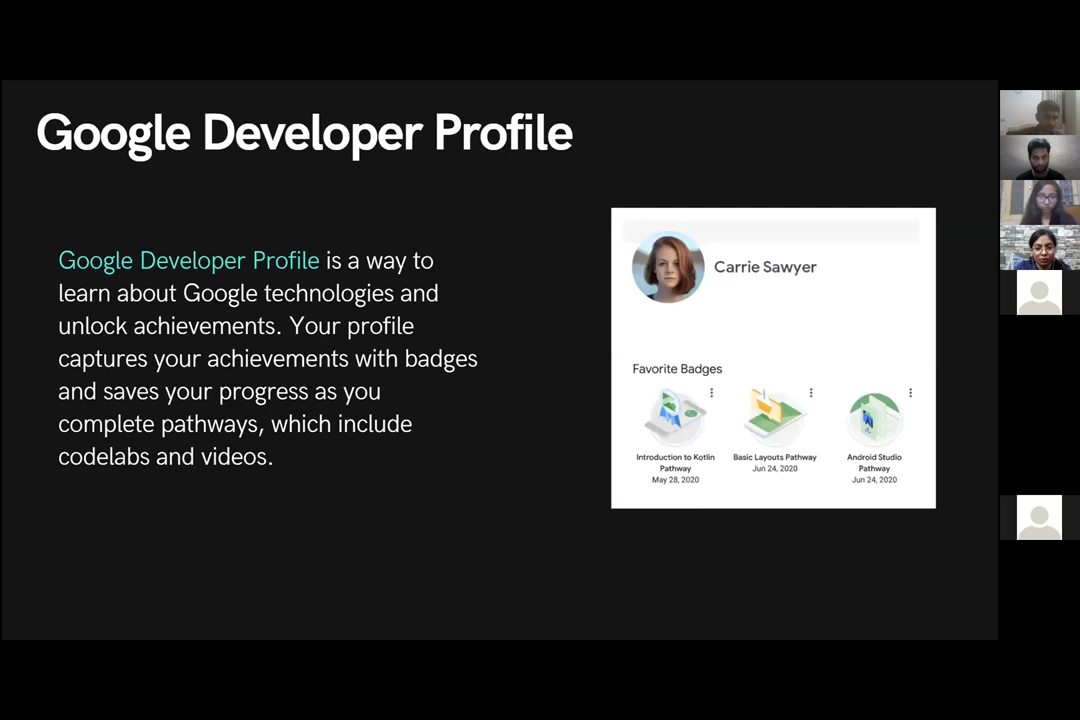 Google Developer Profile
Google Developer Profile is a way to
learn about Google technologies and
unlock achievements. Your profile
captures your achievements with badges
and saves your progress as you
complete pathways, which include
codelabs and videos.
Carrie Sawyer
Favorite Badges
Introduction to Kotlin
Pathway
May 28, 2020
Basic Layouts Pathway
Jun 24, 2020
Android Studio
Pathway
Jun 24, 2020